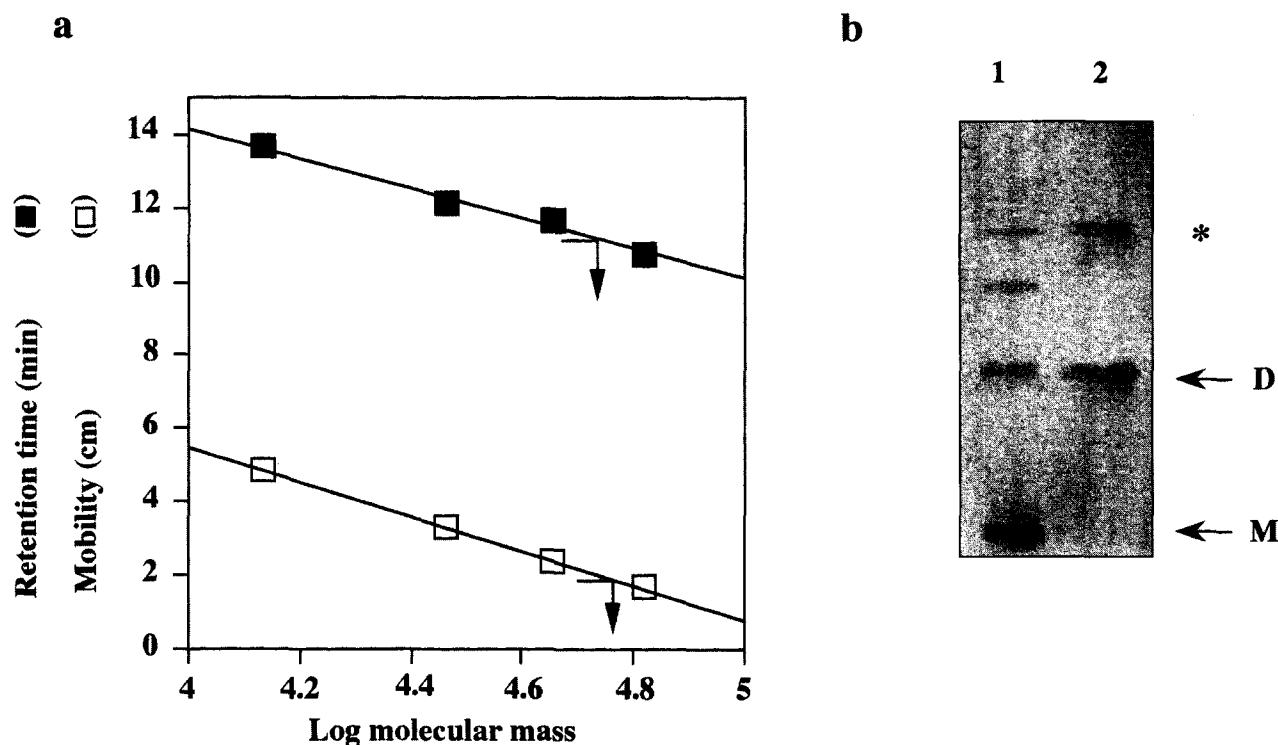 a
14
12
10
8
6
4
2
0
4
4.2
4.4
4.6
4.8
5
Log molecular mass
Retention time (min) (■)
Mobility (cm) (□)
b
1 2
*
D
M